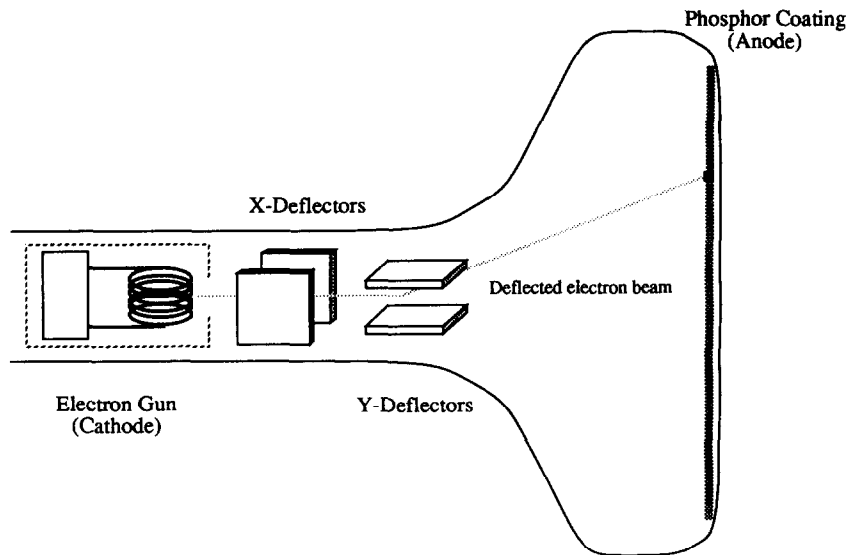 Phosphor Coating
(Anode)
X-Deflectors
Deflected electron beam
Electron Gun
(Cathode)
Y-Deflectors